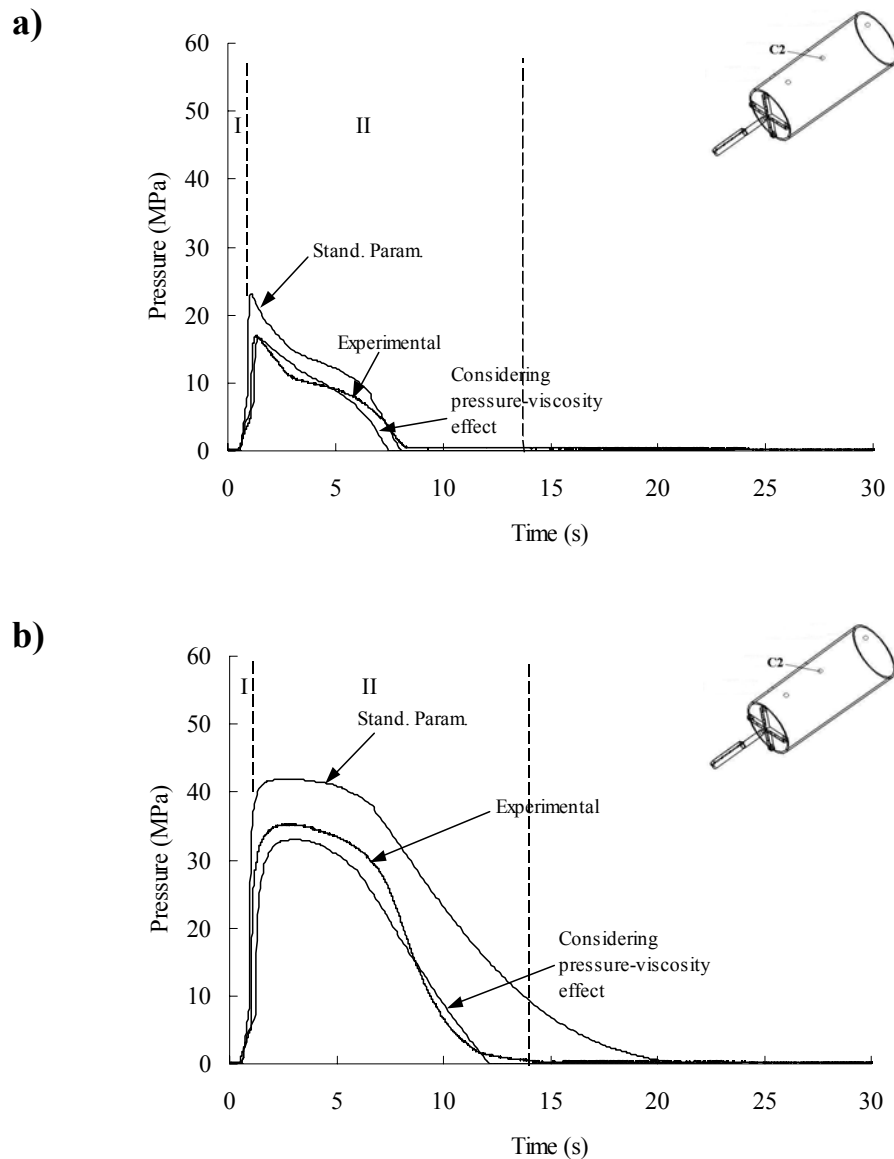 a)
60
50
40
30
20
10
0
Pressure (MPa)
I
II
Stand. Param.
Experimental
Considering
pressure-viscosity
effect
C2
0 5 10 15 20 25 30
Time (s)
b)
60
50
40
30
20
10
0
Pressure (MPa)
I
II
Stand. Param.
Experimental
Considering
pressure-viscosity
effect
C2
0 5 10 15 20 25 30
Time (s)